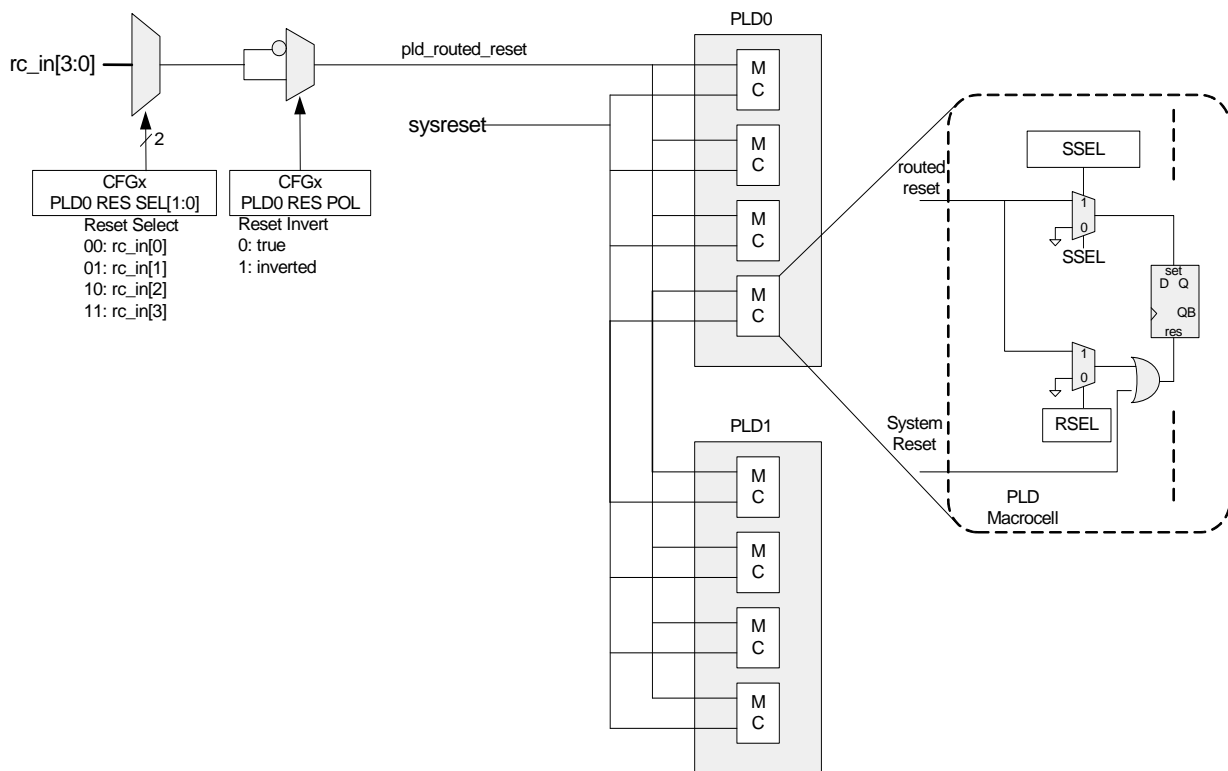 PLD0
rc_in[3:0]
pld_routed_reset
sysreset
2
CFGx
PLD0 RES SEL[1:0]
Reset Select
00: rc_in[0]
01: rc_in[1]
10: rc_in[2]
11: rc_in[3]
CFGx
PLD0 RES POL
Reset Invert
0: true
1: inverted
M
C
M
C
M
C
M
C
PLD1
M
C
M
C
M
C
M
C
routed
reset
SSEL
1
0
SSEL
set
D Q
QB
res
1
0
RSEL
System
Reset
PLD
Macrocell